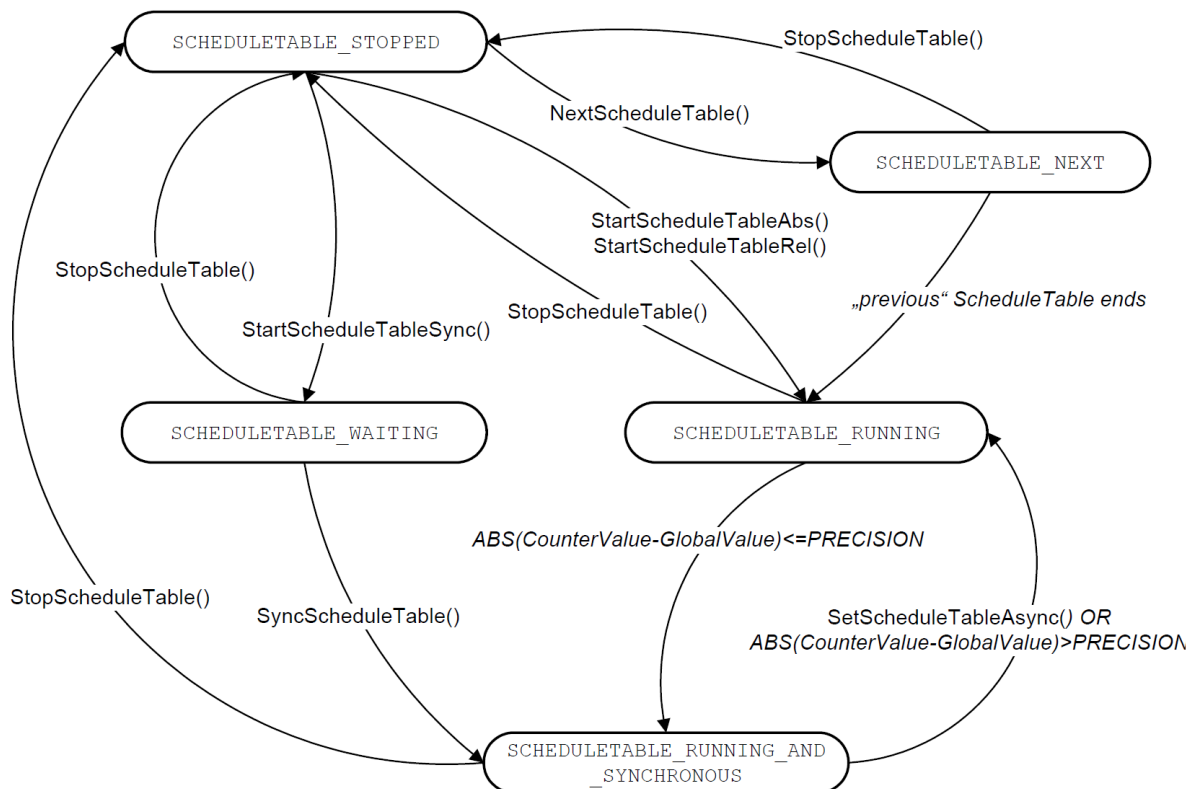 SCHEDULETABLE_STOPPED
StopScheduleTable()
NextScheduleTable()
SCHEDULETABLE_NEXT
StartScheduleTableAbs()
StartScheduleTableRel()
StopScheduleTable()
„previous“ ScheduleTable ends
StopScheduleTable()
StartScheduleTableSync()
SCHEDULETABLE_WAITING
SCHEDULETABLE_RUNNING
ABS(CounterValue-GlobalValue)<=PRECISION
StopScheduleTable()
SyncScheduleTable()
SetScheduleTableAsync() OR
ABS(CounterValue-GlobalValue)>PRECISION
SCHEDULETABLE_RUNNING_AND
_SYNCHRONOUS